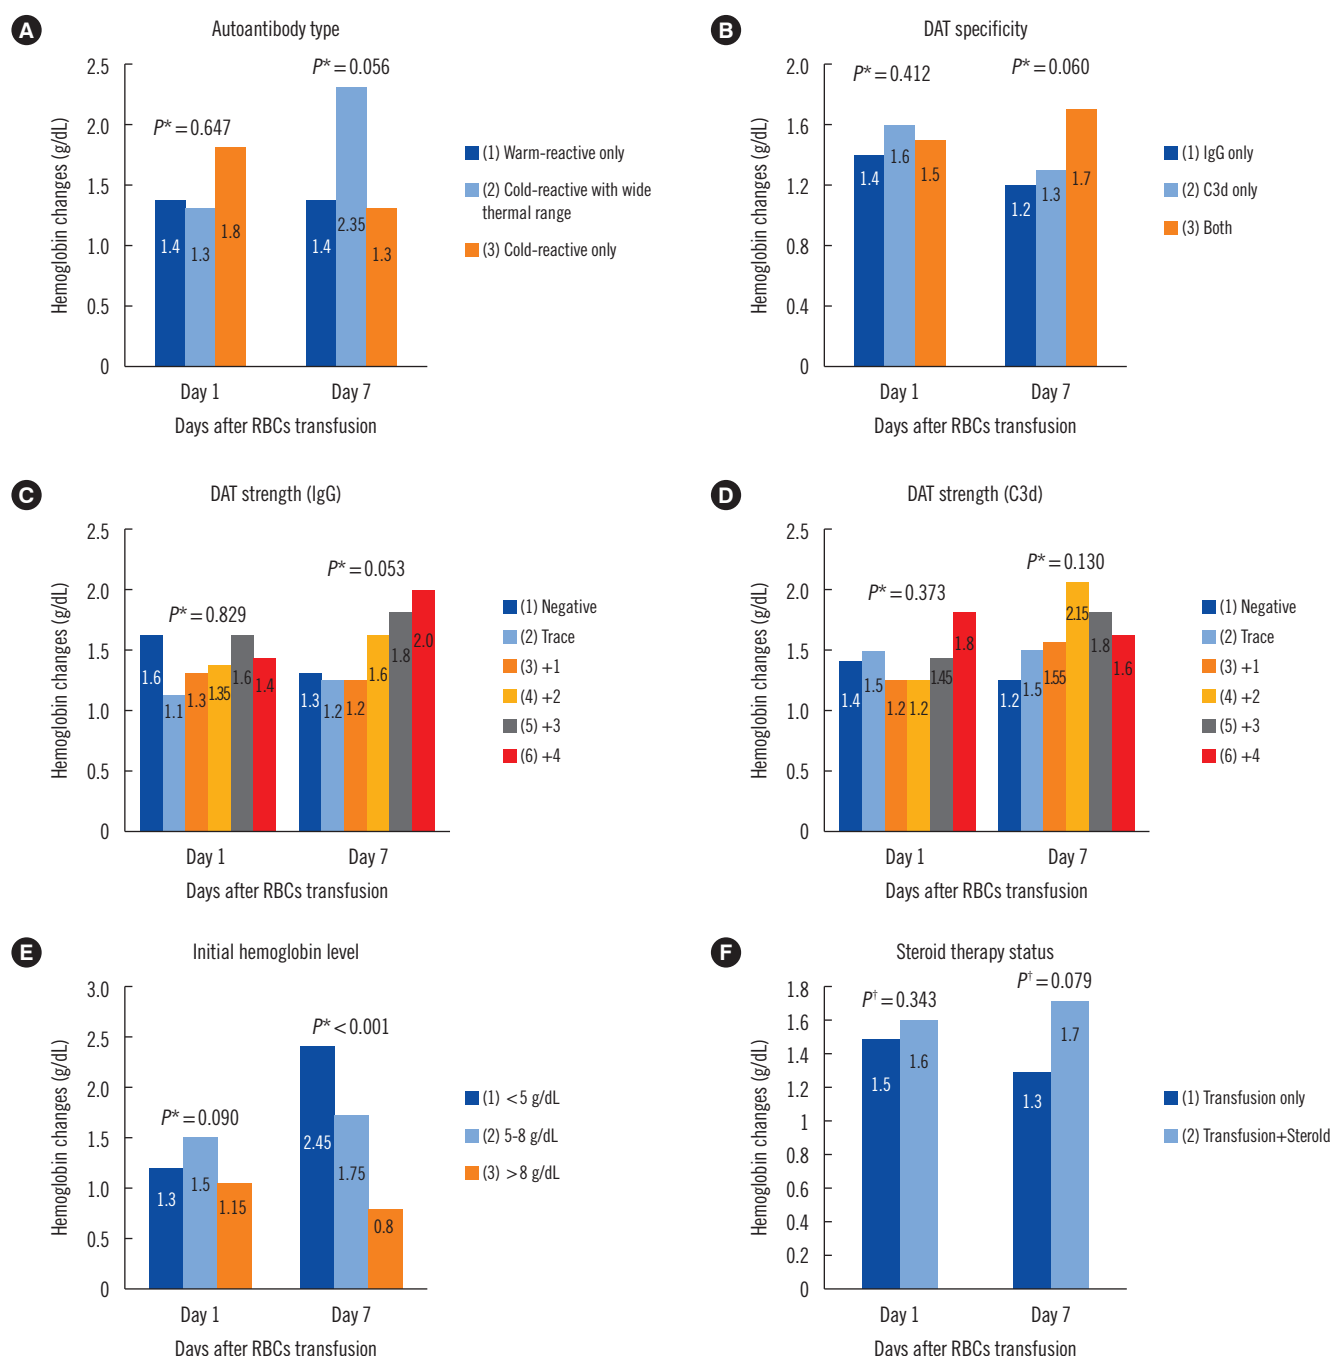 A
Autoantibody type
Hemoglobin changes (g/dL)
2.5
2.0
1.5
1.0
0.5
0
P* = 0.647
P* = 0.056
1.4
1.3
1.8
1.4
2.35
1.3
Day 1
Day 7
Days after RBCs transfusion
(1) Warm-reactive only
(2) Cold-reactive with wide
thermal range
(3) Cold-reactive only
B
DAT specificity
Hemoglobin changes (g/dL)
2.0
1.6
1.2
0.8
0.4
0
P* = 0.412
P* = 0.060
1.4
1.6
1.5
1.2
1.3
1.7
Day 1
Day 7
Days after RBCs transfusion
(1) IgG only
(2) C3d only
(3) Both
C
DAT strength (IgG)
Hemoglobin changes (g/dL)
2.5
2.0
1.5
1.0
0.5
0
P* = 0.829
P* = 0.053
1.6
1.1
1.3
1.35
1.6
1.4
1.3
1.2
1.2
1.6
1.8
2.0
Day 1
Day 7
Days after RBCs transfusion
(1) Negative
(2) Trace
(3) +1
(4) +2
(5) +3
(6) +4
D
DAT strength (C3d)
Hemoglobin changes (g/dL)
2.5
2.0
1.5
1.0
0.5
0
P* = 0.373
P* = 0.130
1.4
1.5
1.2
1.2
1.45
1.8
1.2
1.5
1.55
2.15
1.8
1.6
Day 1
Day 7
Days after RBCs transfusion
(1) Negative
(2) Trace
(3) +1
(4) +2
(5) +3
(6) +4
E
Initial hemoglobin level
Hemoglobin changes (g/dL)
3.0
2.5
2.0
1.5
1.0
0.5
0
P* = 0.090
P* < 0.001
1.3
1.5
1.15
2.45
1.75
0.8
Day 1
Day 7
Days after RBCs transfusion
(1) <5 g/dL
(2) 5-8 g/dL
(3) >8 g/dL
F
Steroid therapy status
Hemoglobin changes (g/dL)
1.8
1.6
1.4
1.2
1
0.8
0.6
0.4
0.2
0
P† = 0.343
P† = 0.079
1.5
1.6
1.3
1.7
Day 1
Day 7
Days after RBCs transfusion
(1) Transfusion only
(2) Transfusion+Sterold